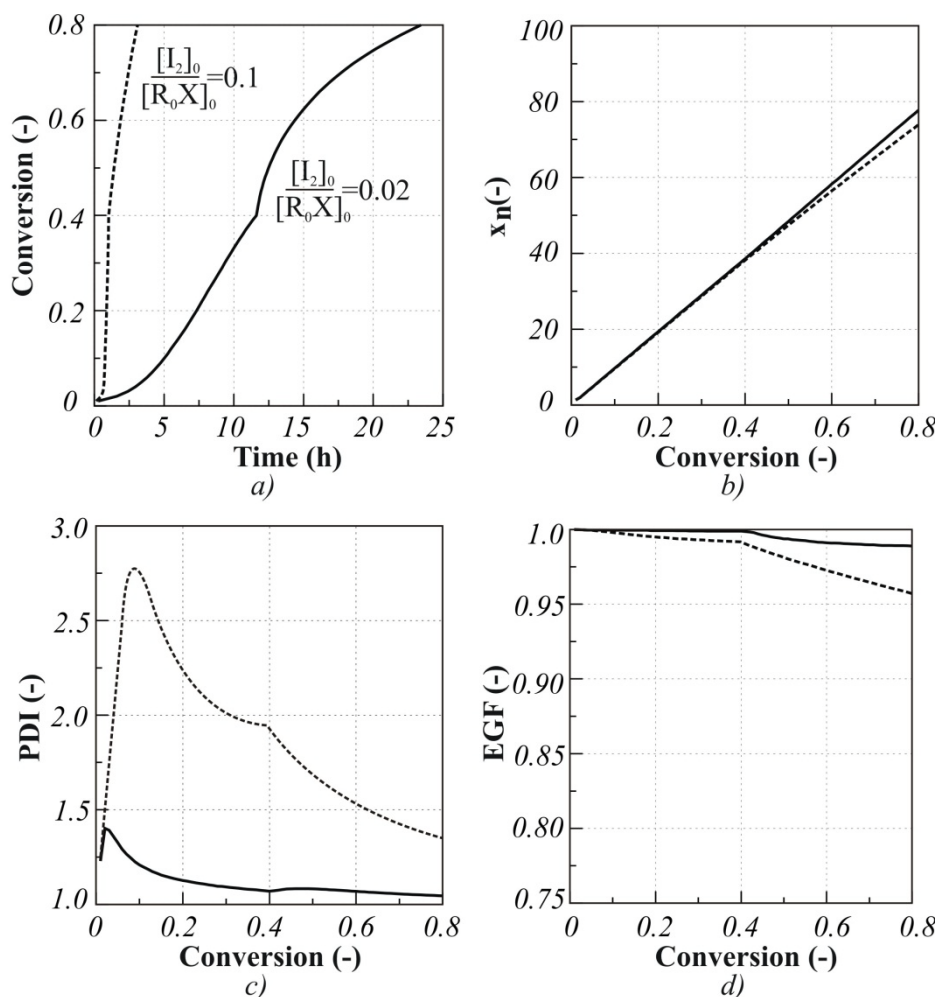 0.8
0.6
0.4
0.2
0
Conversion (-)
[I₂]₀
[R₀X]₀
=0.1
[I₂]₀
[R₀X]₀
=0.02
0 5 10 15 20 25
Time (h)
a)
100
80
60
40
20
0
xn(-)
0 0.2 0.4 0.6 0.8
Conversion (-)
b)
3.0
2.5
2.0
1.5
1.0
PDI (-)
0 0.2 0.4 0.6 0.8
Conversion (-)
c)
1.0
0.95
0.90
0.85
0.80
0.75
EGF (-)
0 0.2 0.4 0.6 0.8
Conversion (-)
d)